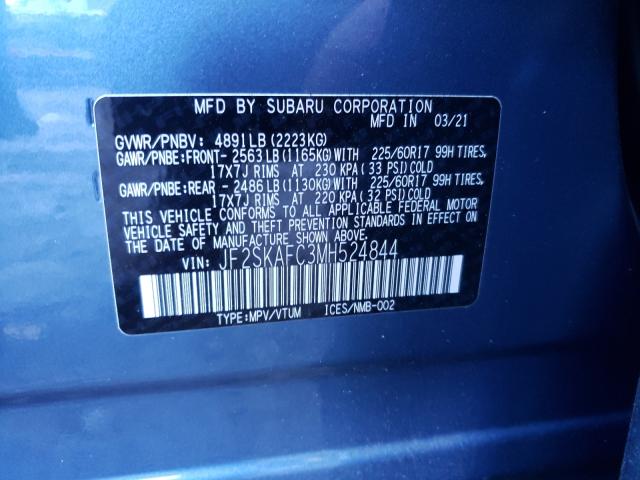 MFD BY SUBARU CORPORATION
MFD IN 03/21
GVWR/PNBV: 4891LB(2223KG)
GAWR/PNBE:FRONT- 2563LB(1165KG)WITH 225/60R17 99H TIRES,
17X7J RIMS AT 230 KPA(33 PSI)COLD
GAWR/PNBE:REAR - 2486LB(1130KG)WITH 225/60R17 99H TIRES,
17X7J RIMS AT 220 KPA(32 PSI)COLD
THIS VEHICLE CONFORMS TO ALL APPLICABLE FEDERAL MOTOR
VEHICLE SAFETY AND THEFT PREVENTION STANDARDS IN EFFECT ON
THE DATE OF MANUFACTURE SHOWN ABOVE.
VIN: JF2SKAFC3MH524844
TYPE:MPV/VTUM ICES/NMB-002